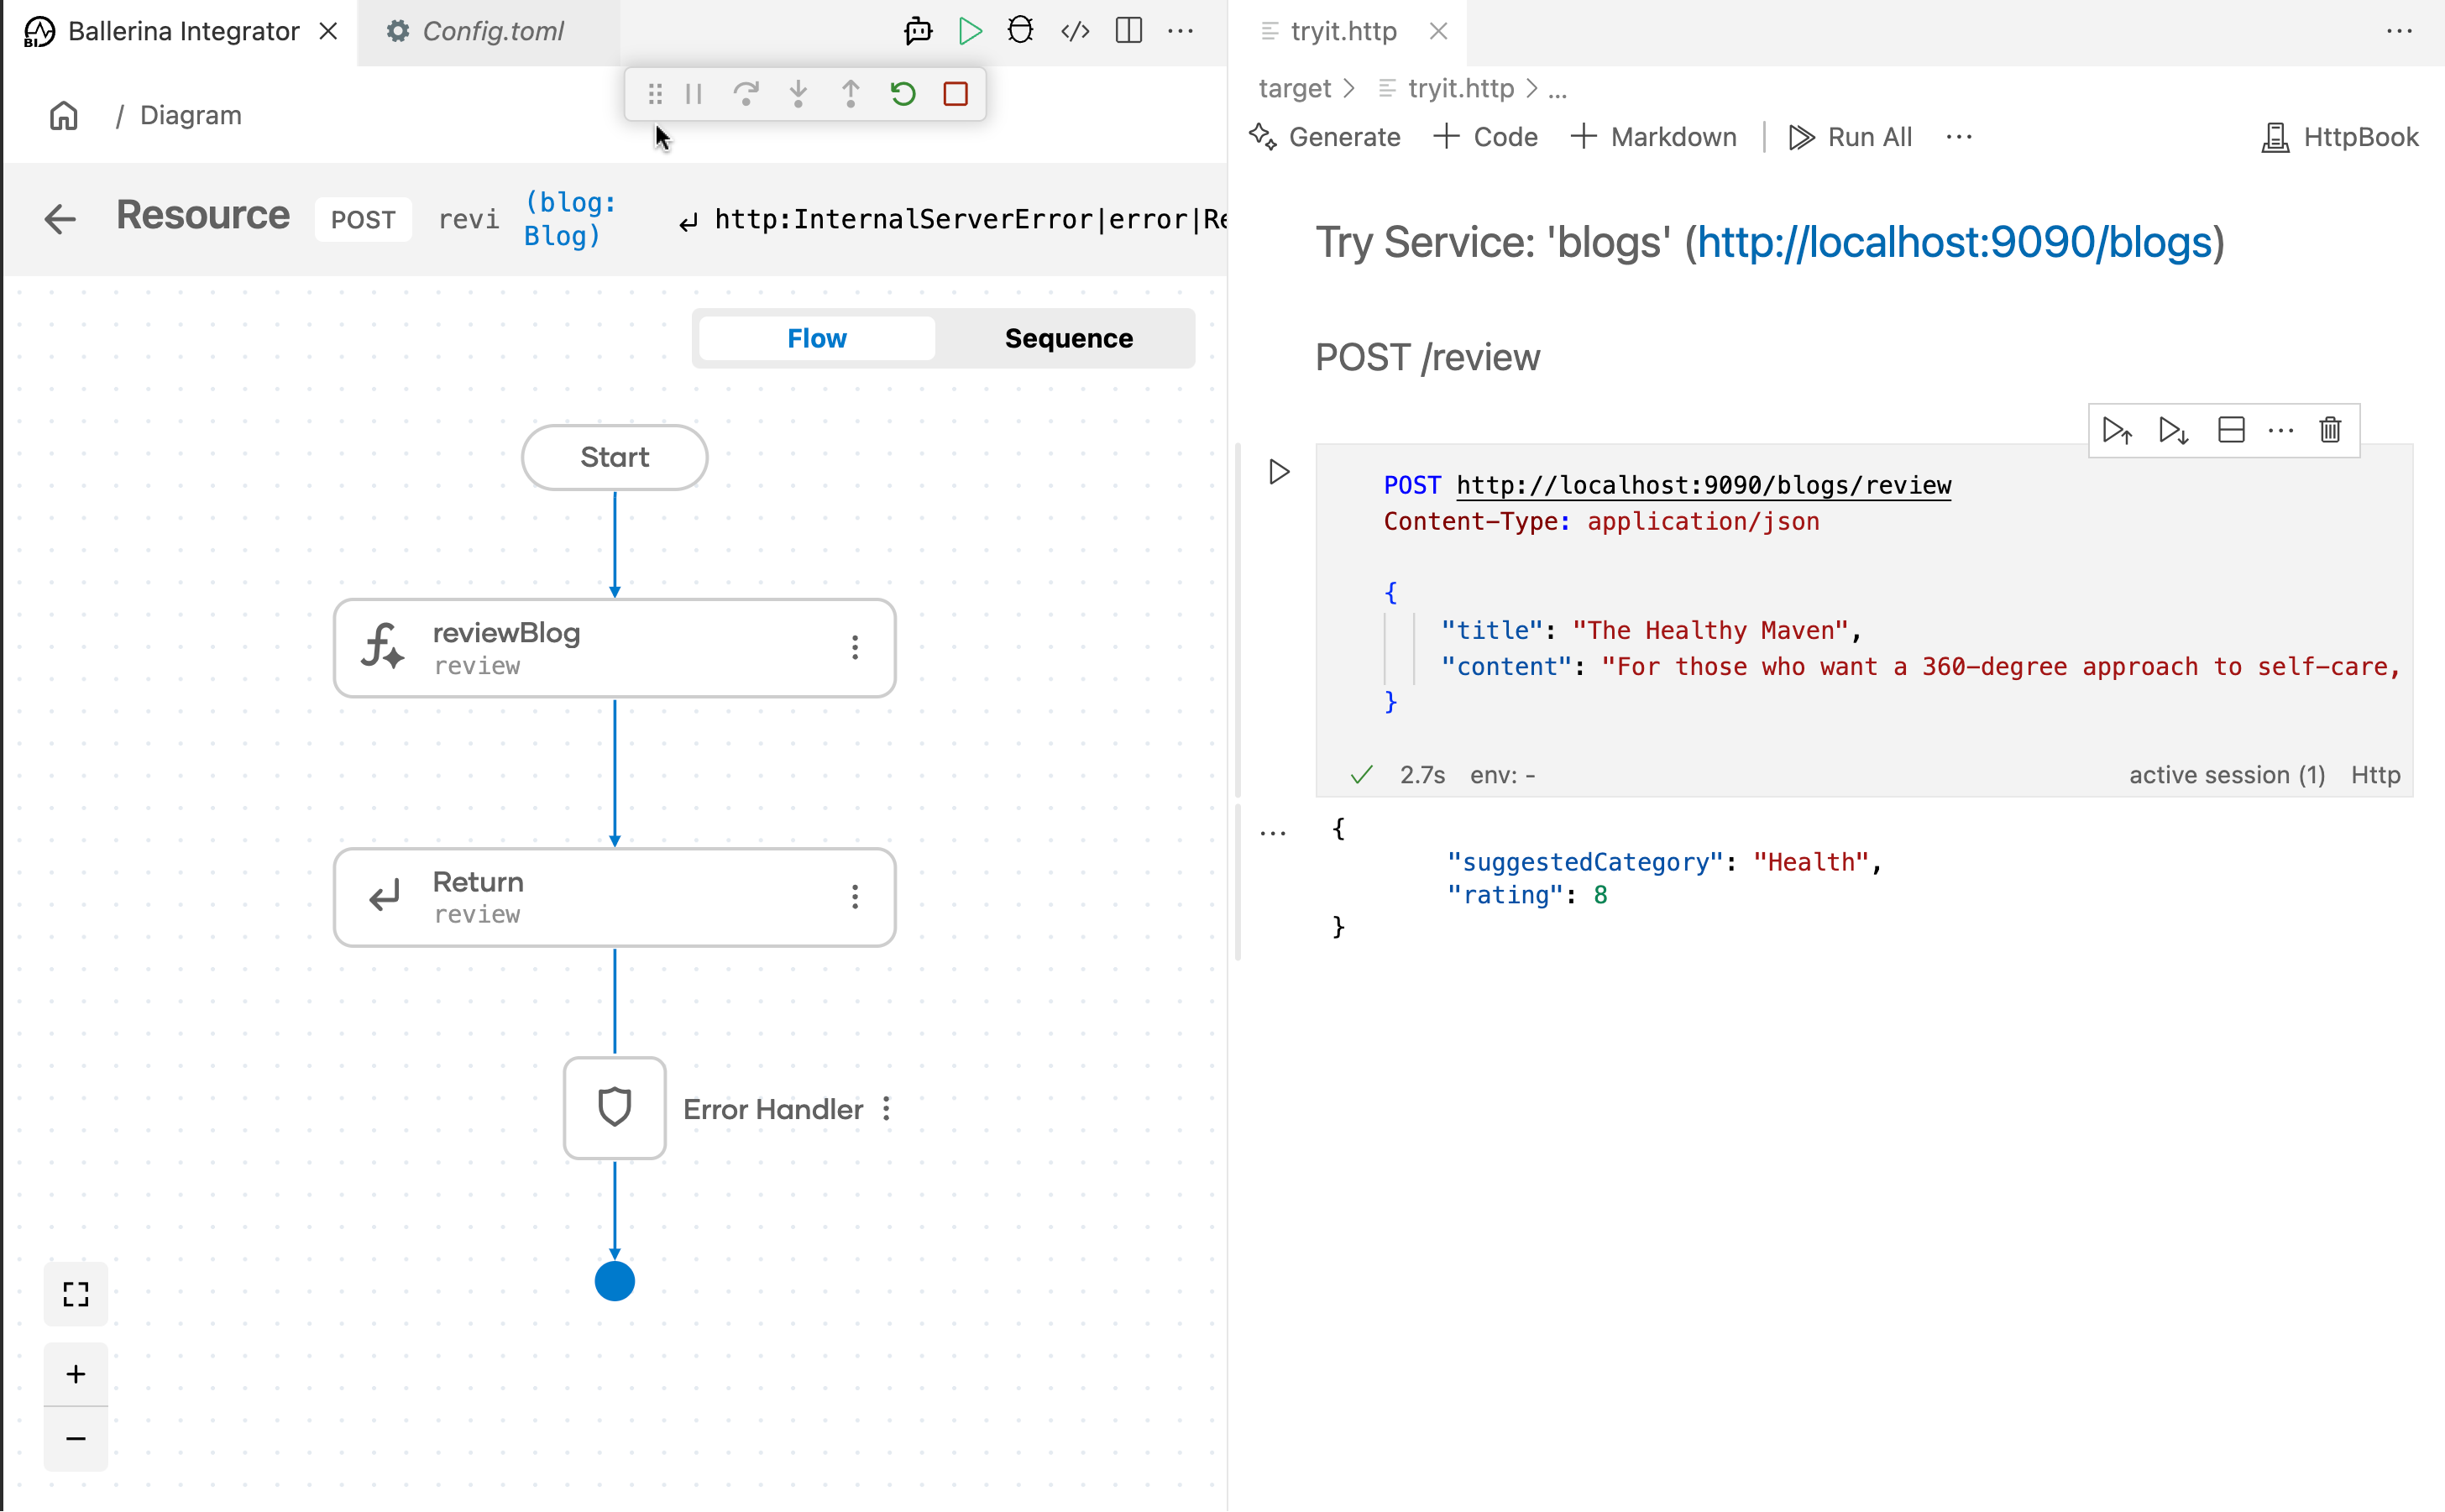 Ballerina Integrator
Config.toml
/ Diagram
Resource POST revi (blog: Blog) http:InternalServerError|error|Re
Flow
Sequence
Start
reviewBlog
review
Return
review
Error Handler
+
−
tryit.http
target > tryit.http > ...
Generate + Code + Markdown | Run All ... HttpBook
Try Service: 'blogs' (http://localhost:9090/blogs)
POST /review
POST http://localhost:9090/blogs/review
Content-Type: application/json
{
"title": "The Healthy Maven",
"content": "For those who want a 360-degree approach to self-care,
}
2.7s env: - active session (1) Http
{
"suggestedCategory": "Health",
"rating": 8
}